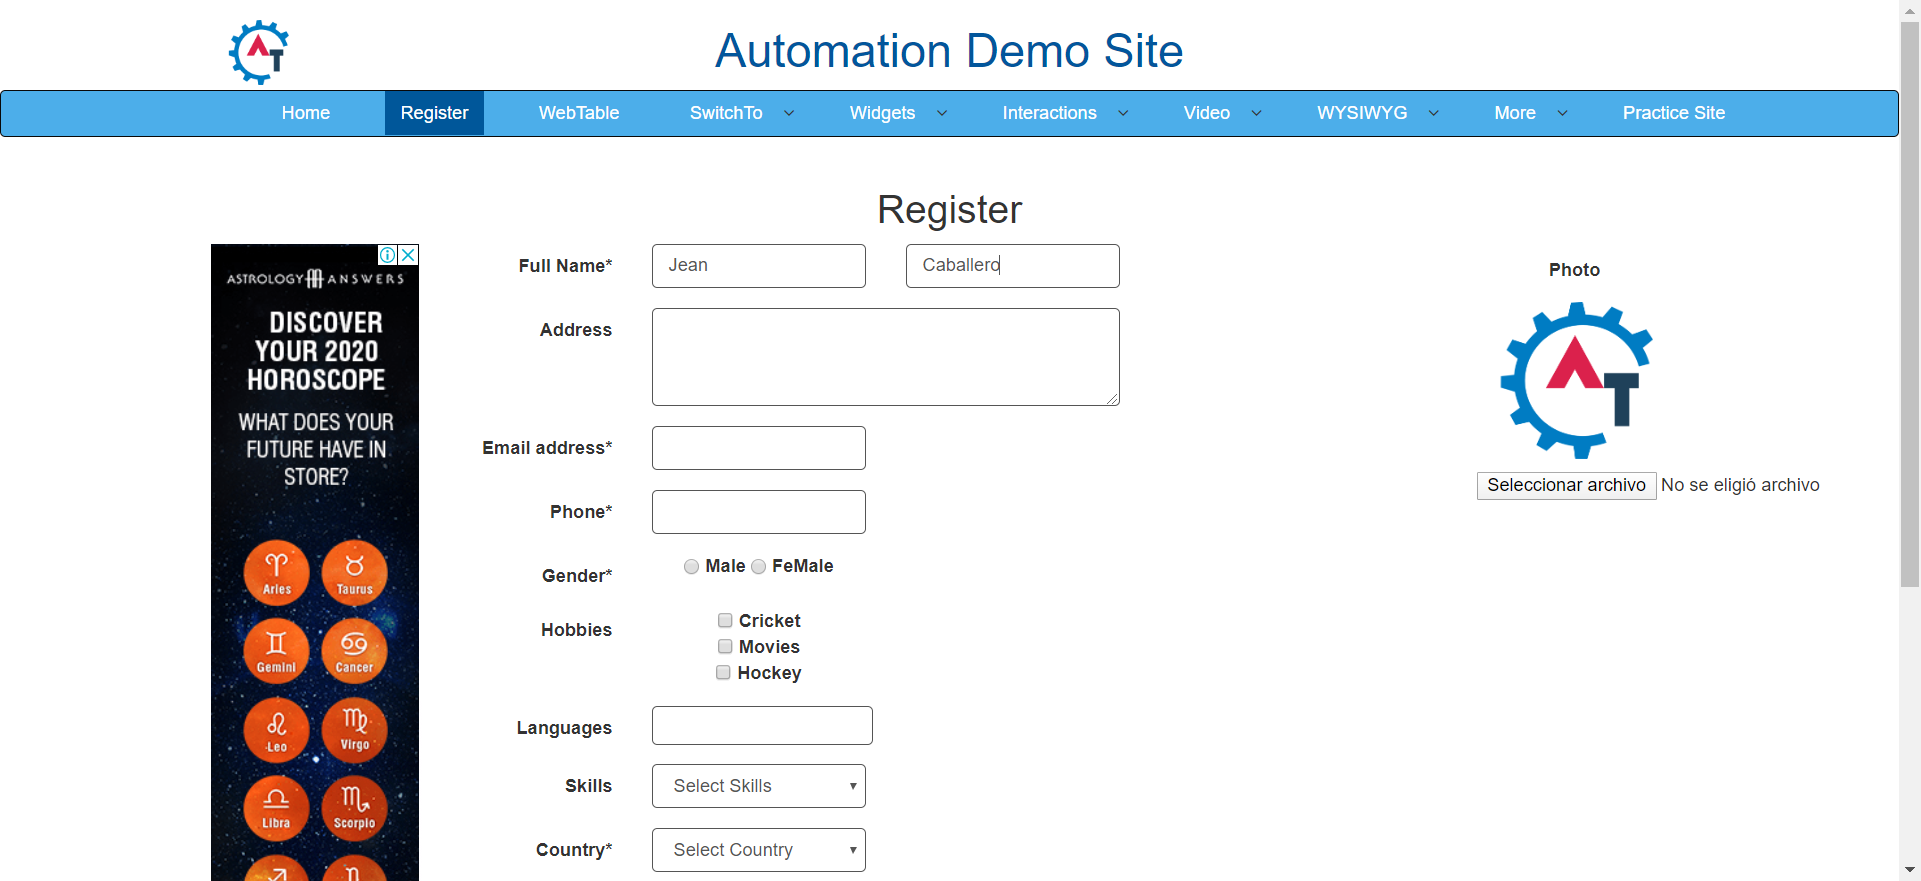 Automation Demo Site
Home Register WebTable SwitchTo Widgets Interactions Video WYSIWYG More Practice Site
Register
ASTROLOGY ANSWERS
DISCOVER
YOUR 2020
HOROSCOPE
WHAT DOES YOUR
FUTURE HAVE IN
STORE?
Aries Taurus
Gemini Cancer
Leo Virgo
Libra Scorpio
Full Name* Jean Caballero
Address
Email address*
Phone*
Gender* Male FeMale
Hobbies Cricket
Movies
Hockey
Languages
Skills Select Skills
Country* Select Country
Photo
AT
Seleccionar archivo No se eligió archivo